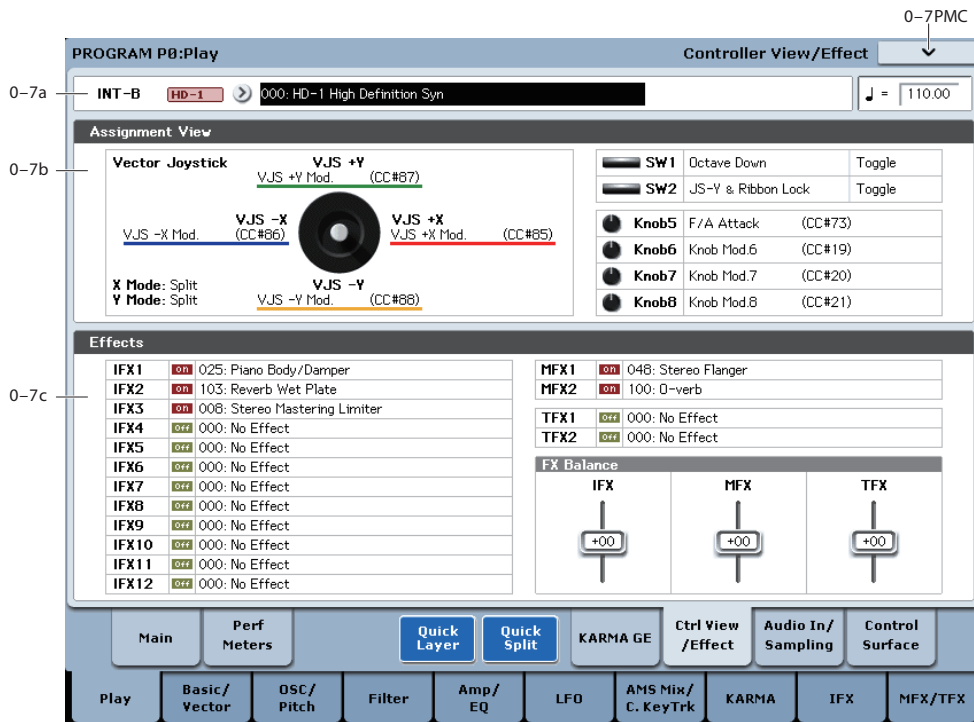 0–7PMC
PROGRAM P0:Play
Controller View/Effect
0–7a
INT-B HD-1 000: HD-1 High Definition Syn
♩ = 110.00
Assignment View
0–7b
Vector Joystick
VJS +Y
VJS +Y Mod. (CC#87)
VJS -X
VJS -X Mod. (CC#86)
VJS +X
VJS +X Mod. (CC#85)
X Mode: Split
Y Mode: Split
VJS -Y
VJS -Y Mod. (CC#88)
SW1 Octave Down Toggle
SW2 JS-Y & Ribbon Lock Toggle
Knob5 F/A Attack (CC#73)
Knob6 Knob Mod.6 (CC#19)
Knob7 Knob Mod.7 (CC#20)
Knob8 Knob Mod.8 (CC#21)
Effects
0–7c
IFX1 on 025: Piano Body/Damper
IFX2 on 103: Reverb Wet Plate
IFX3 on 008: Stereo Mastering Limiter
IFX4 Off 000: No Effect
IFX5 Off 000: No Effect
IFX6 Off 000: No Effect
IFX7 Off 000: No Effect
IFX8 Off 000: No Effect
IFX9 Off 000: No Effect
IFX10 Off 000: No Effect
IFX11 Off 000: No Effect
IFX12 Off 000: No Effect
MFX1 on 048: Stereo Flanger
MFX2 on 100: O-verb
TFX1 Off 000: No Effect
TFX2 Off 000: No Effect
FX Balance
IFX MFX TFX
+00 +00 +00
Main
Perf
Meters
Quick
Layer
Quick
Split
KARMA GE
Ctrl View
/Effect
Audio In/
Sampling
Control
Surface
Play
Basic/
Vector
OSC/
Pitch
Filter
Amp/
EQ
LFO
AMS Mix/
C. KeyTrk
KARMA
IFX
MFX/TFX